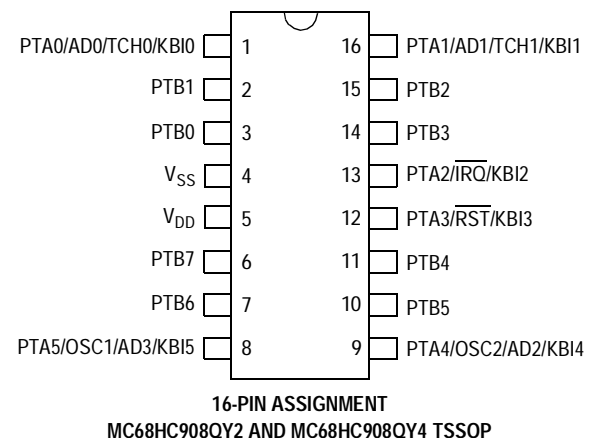 PTA0/AD0/TCH0/KBI0 1 16 PTA1/AD1/TCH1/KBI1
PTB1 2 15 PTB2
PTB0 3 14 PTB3
VSS 4 13 PTA2/IRQ/KBI2
VDD 5 12 PTA3/RST/KBI3
PTB7 6 11 PTB4
PTB6 7 10 PTB5
PTA5/OSC1/AD3/KBI5 8 9 PTA4/OSC2/AD2/KBI4
16-PIN ASSIGNMENT
MC68HC908QY2 AND MC68HC908QY4 TSSOP